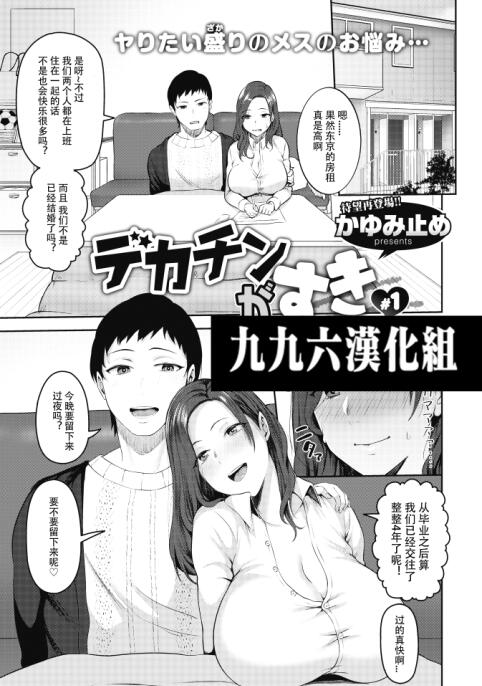 ヤりたい盛りのメスのお悩み…
ざか
嗯……
果然东京的房租
真是高啊
是呀~不过
我们两个人都在上班
住在一起的话
不是也会快乐很多吗?
而且 我们不是
已经结婚了吗?
待望再登場!!
かゆみ止め
presents
デカチン
がすき
#1
九九六漢化組
从毕业之后算
我们已经交往了
整整4年了呢!
过的真快啊…
今晚要留下来
过夜吗?
要不要留下来呢♡